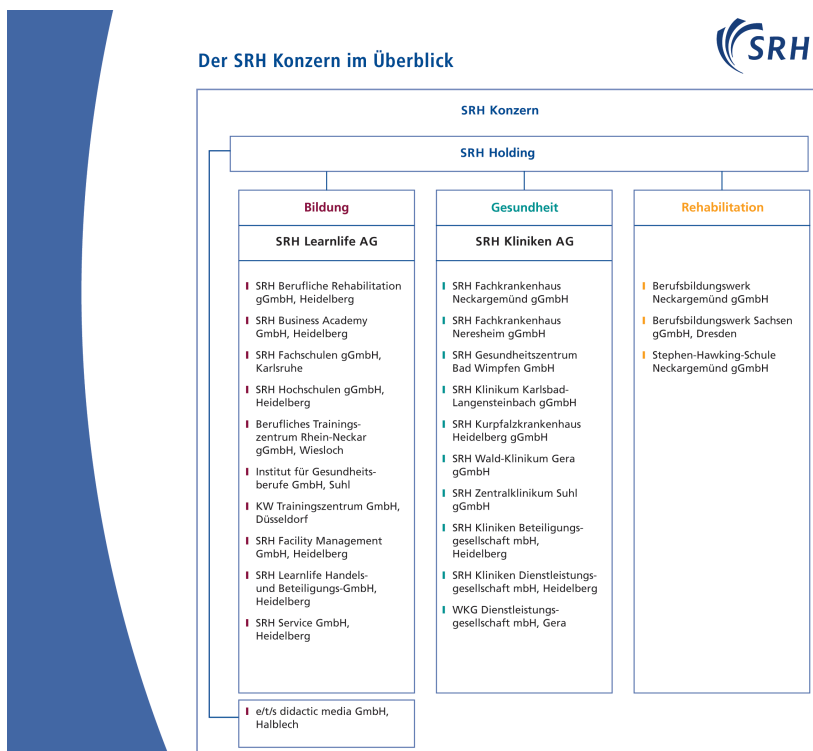 SRH
Der SRH Konzern im Überblick
SRH Konzern
SRH Holding
Bildung
SRH Learnlife AG
SRH Berufliche Rehabilitation
gGmbH, Heidelberg
SRH Business Academy
GmbH, Heidelberg
SRH Fachschulen gGmbH,
Karlsruhe
SRH Hochschulen gGmbH,
Heidelberg
Berufliches Trainings-
zentrum Rhein-Neckar
gGmbH, Wiesloch
Institut für Gesundheits-
berufe GmbH, Suhl
KW Trainingszentrum GmbH,
Düsseldorf
SRH Facility Management
GmbH, Heidelberg
SRH Learnlife Handels-
und Beteiligungs-GmbH,
Heidelberg
SRH Service GmbH,
Heidelberg
e/t/s didactic media GmbH,
Halblech
Gesundheit
SRH Kliniken AG
SRH Fachkrankenhaus
Neckargemünd gGmbH
SRH Fachkrankenhaus
Neresheim gGmbH
SRH Gesundheitszentrum
Bad Wimpfen GmbH
SRH Klinikum Karlsbad-
Langensteinbach gGmbH
SRH Kurpfalzkrankenhaus
Heidelberg gGmbH
SRH Wald-Klinikum Gera
gGmbH
SRH Zentralklinikum Suhl
gGmbH
SRH Kliniken Beteiligungs-
gesellschaft mbH,
Heidelberg
SRH Kliniken Dienstleistungs-
gesellschaft mbH, Heidelberg
WKG Dienstleistungs-
gesellschaft mbH, Gera
Rehabilitation
Berufsbildungswerk
Neckargemünd gGmbH
Berufsbildungswerk Sachsen
gGmbH, Dresden
Stephen-Hawking-Schule
Neckargemünd gGmbH